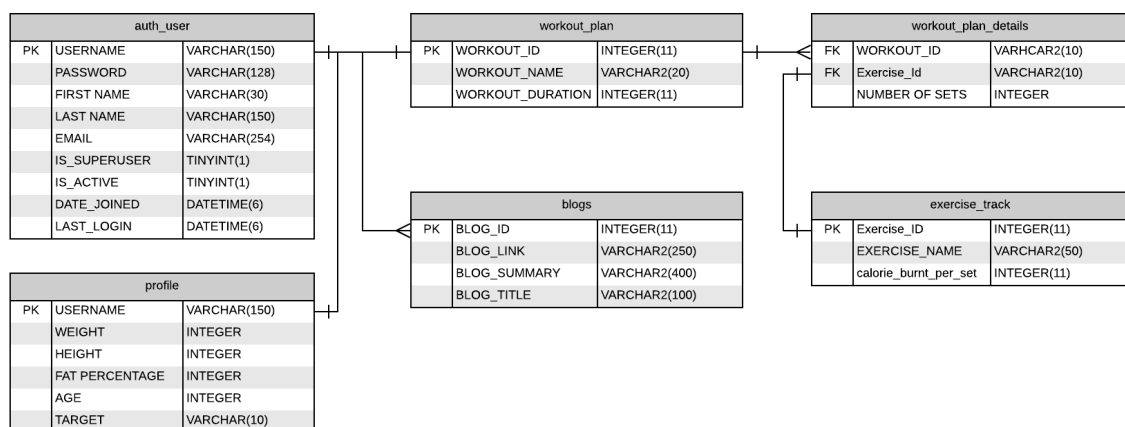 auth_user
PK USERNAME VARCHAR(150)
PASSWORD VARCHAR(128)
FIRST NAME VARCHAR(30)
LAST NAME VARCHAR(150)
EMAIL VARCHAR(254)
IS_SUPERUSER TINYINT(1)
IS_ACTIVE TINYINT(1)
DATE_JOINED DATETIME(6)
LAST_LOGIN DATETIME(6)
profile
PK USERNAME VARCHAR(150)
WEIGHT INTEGER
HEIGHT INTEGER
FAT PERCENTAGE INTEGER
AGE INTEGER
TARGET VARCHAR(10)
workout_plan
PK WORKOUT_ID INTEGER(11)
WORKOUT_NAME VARCHAR2(20)
WORKOUT_DURATION INTEGER(11)
blogs
PK BLOG_ID INTEGER(11)
BLOG_LINK VARCHAR2(250)
BLOG_SUMMARY VARCHAR2(400)
BLOG_TITLE VARCHAR2(100)
workout_plan_details
FK WORKOUT_ID VARHCAR2(10)
FK Exercise_Id VARCHAR2(10)
NUMBER OF SETS INTEGER
exercise_track
PK Exercise_ID INTEGER(11)
EXERCISE_NAME VARCHAR2(50)
calorie_burnt_per_set INTEGER(11)